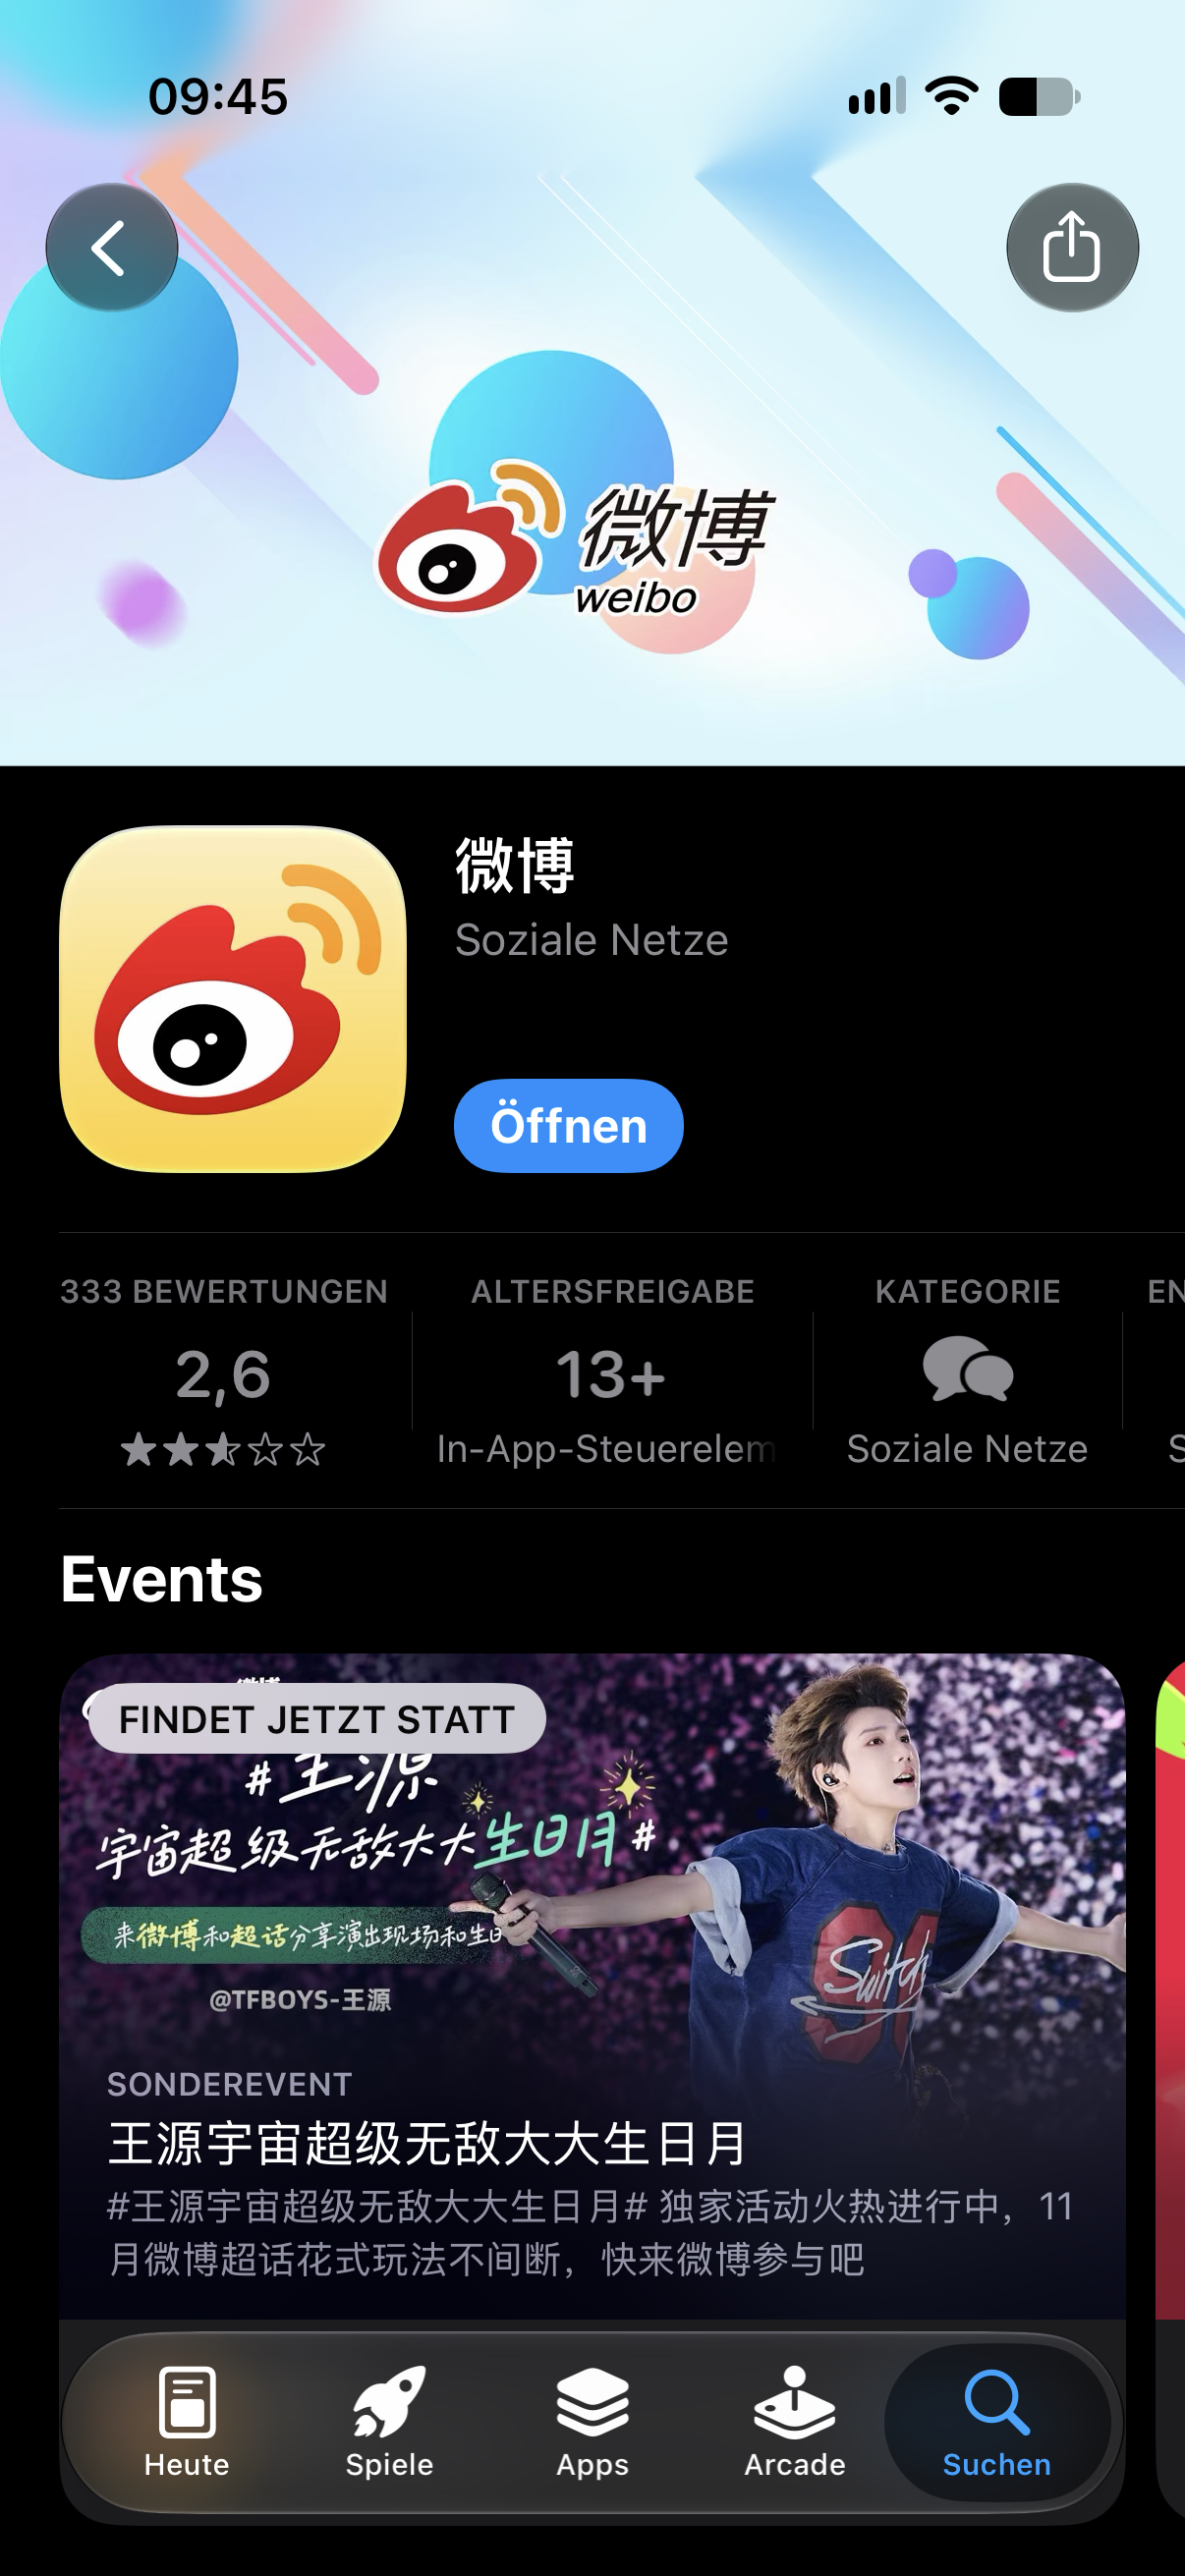 09:45
微博
weibo
微博
Soziale Netze
Öffnen
333 BEWERTUNGEN
2,6
ALTERSFREIGABE
13+
In-App-Steuerelem
KATEGORIE
Soziale Netze
Events
FINDET JETZT STATT
#王源
宇宙超级无敌大大生日月#
来微博和超话分享演出现场和生日
@TFBOYS-王源
Switch
SONDEREVENT
王源宇宙超级无敌大大生日月
#王源宇宙超级无敌大大生日月# 独家活动火热进行中，11
月微博超话花式玩法不间断，快来微博参与吧
Heute
Spiele
Apps
Arcade
Suchen